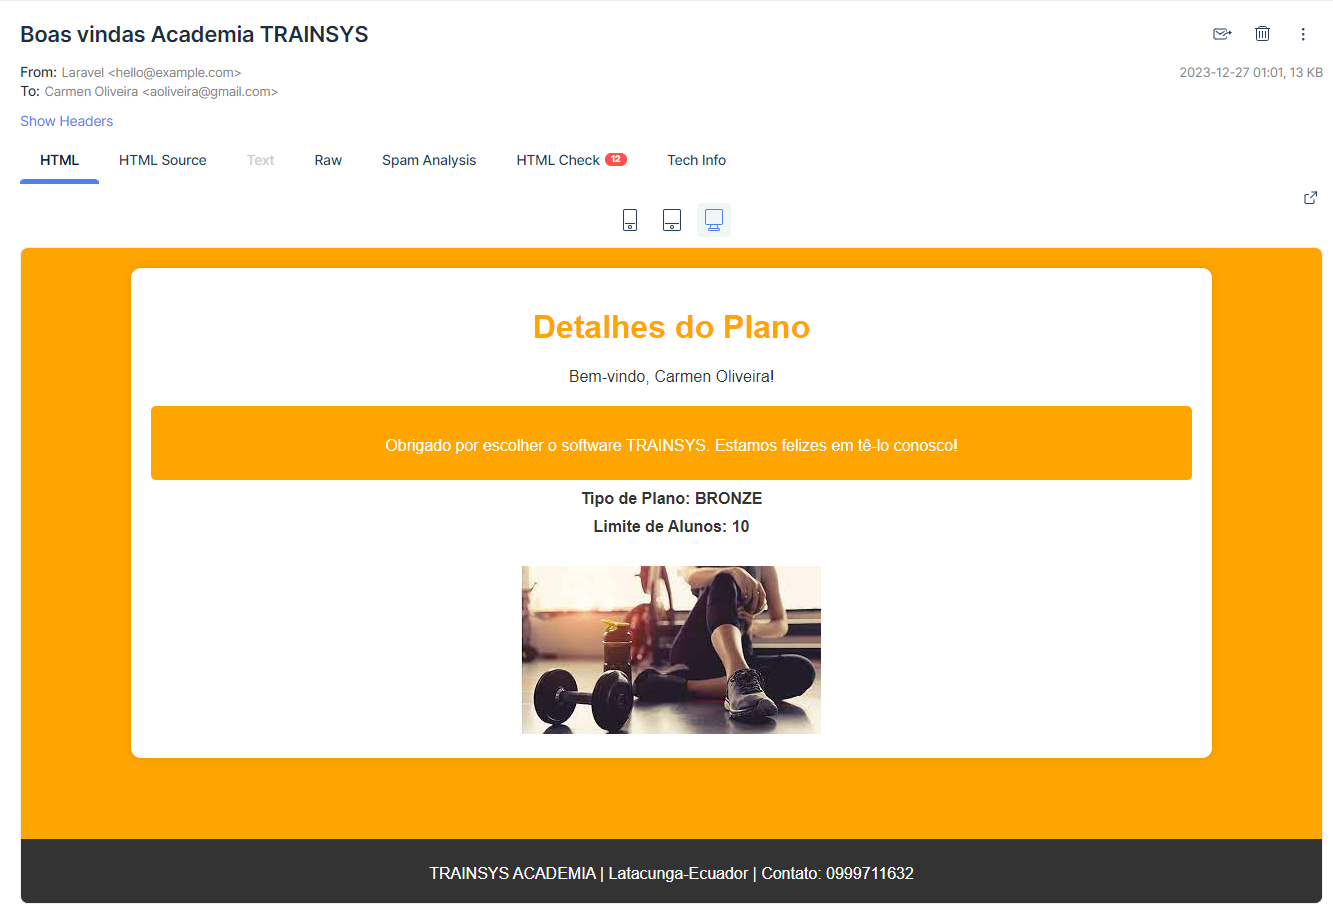 Boas vindas Academia TRAINSYS
From: Laravel <hello@example.com>
2023-12-27 01:01, 13 KB
To: Carmen Oliveira <aoliveira@gmail.com>
Show Headers
HTML HTML Source Text Raw Spam Analysis HTML Check 12 Tech Info
Detalhes do Plano
Bem-vindo, Carmen Oliveira!
Obrigado por escolher o software TRAINSYS. Estamos felizes em tê-lo conosco!
Tipo de Plano: BRONZE
Limite de Alunos: 10
TRAINSYS ACADEMIA | Latacunga-Ecuador | Contato: 0999711632